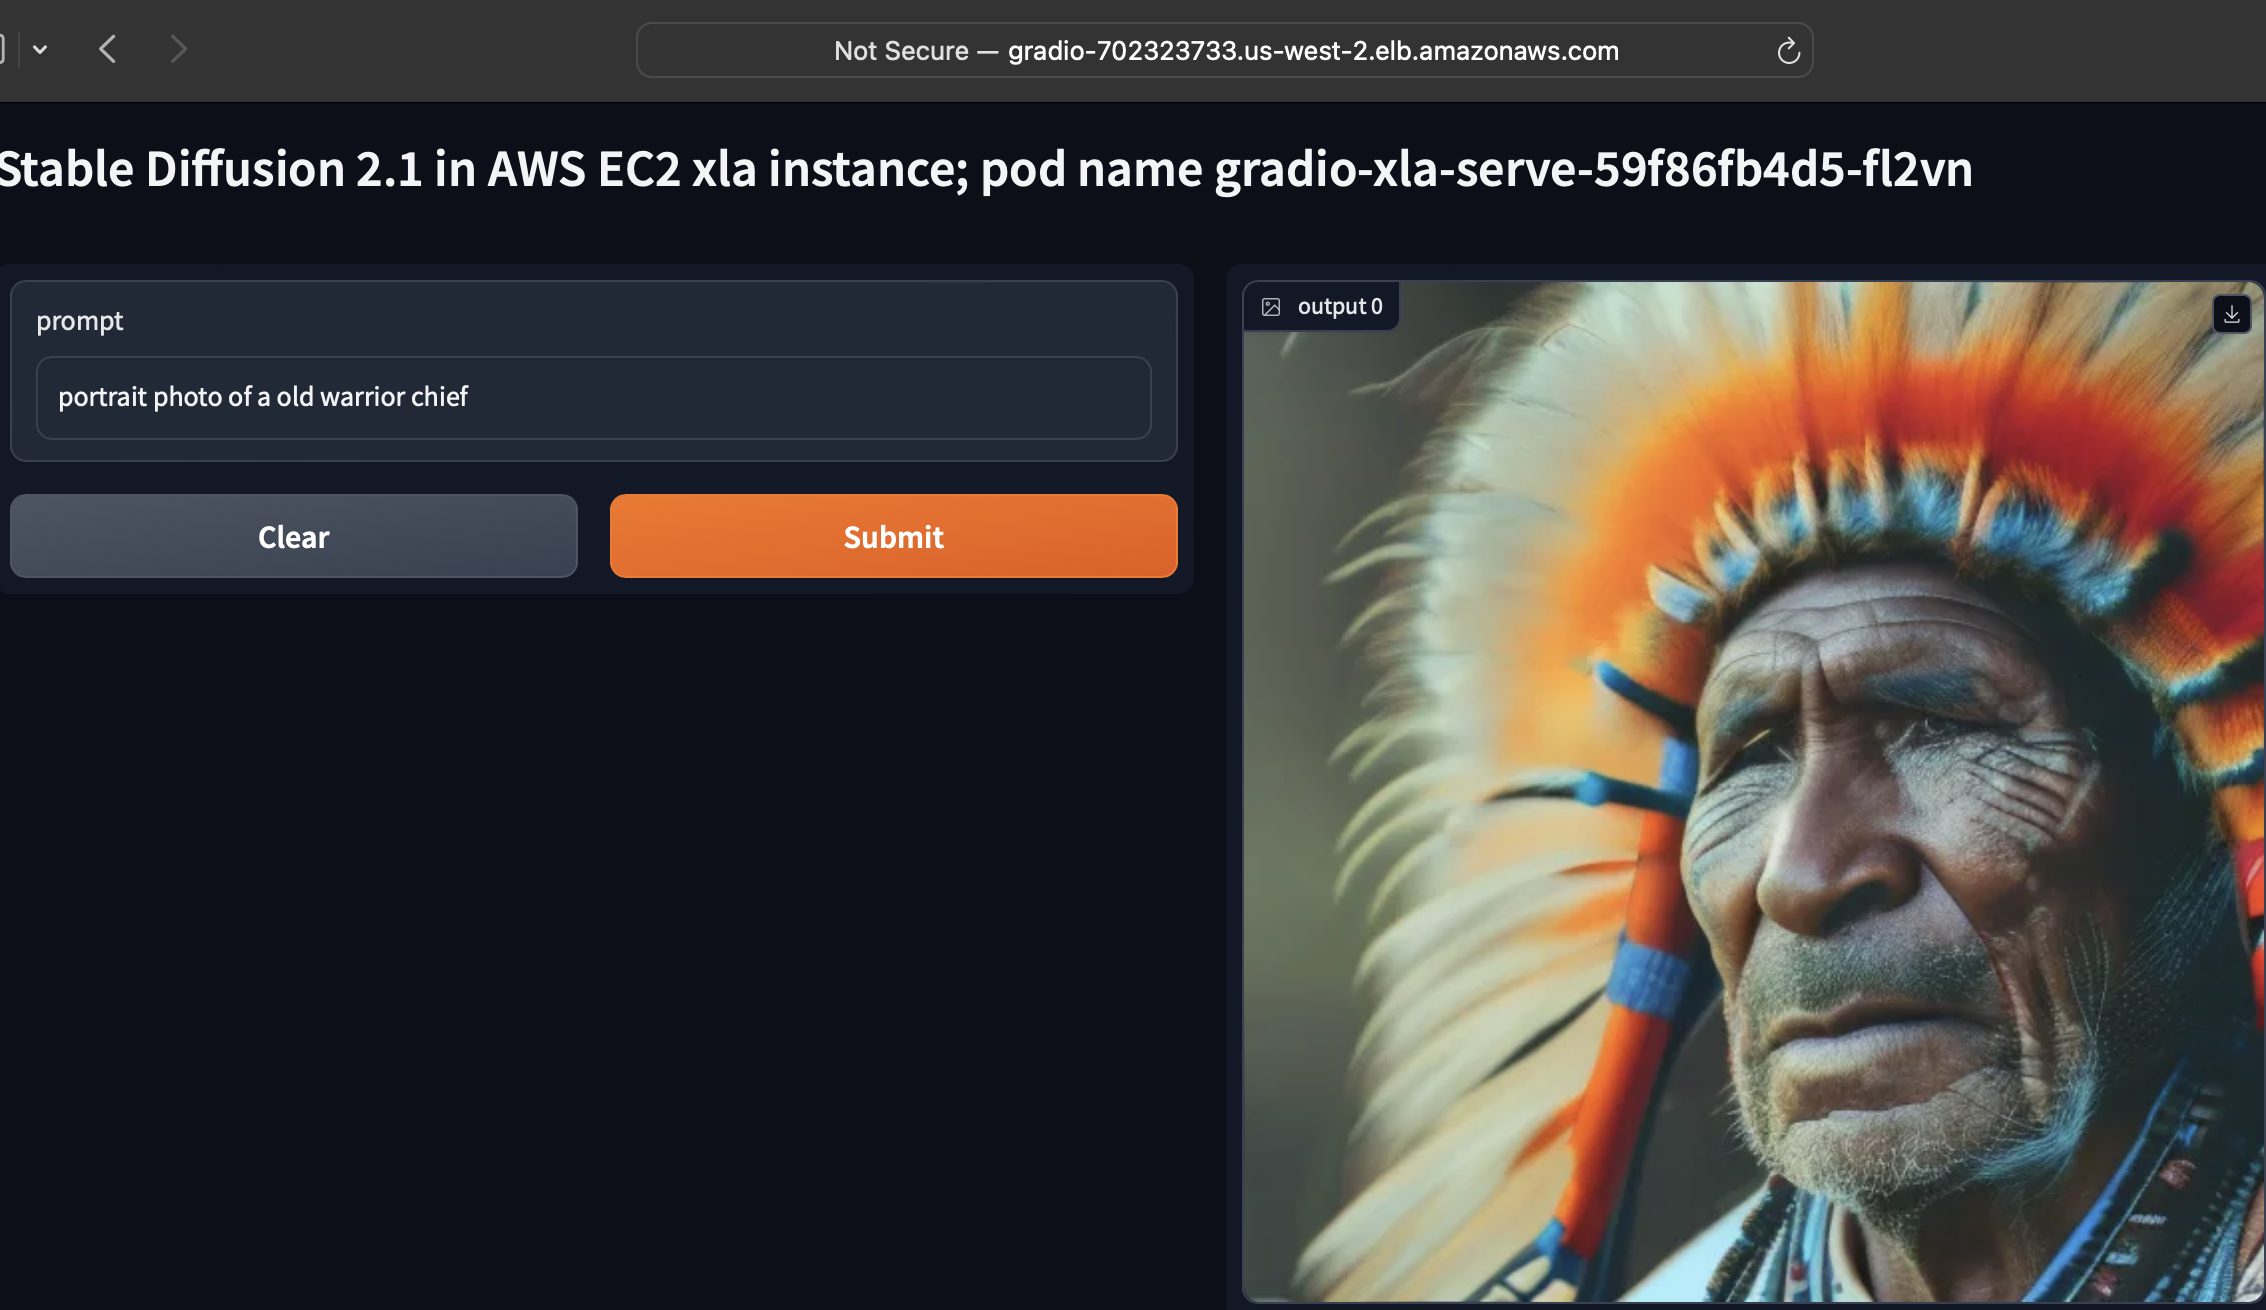 Not Secure — gradio-702323733.us-west-2.elb.amazonaws.com
Stable Diffusion 2.1 in AWS EC2 xla instance; pod name gradio-xla-serve-59f86fb4d5-fl2vn
prompt
portrait photo of a old warrior chief
Clear
Submit
output 0